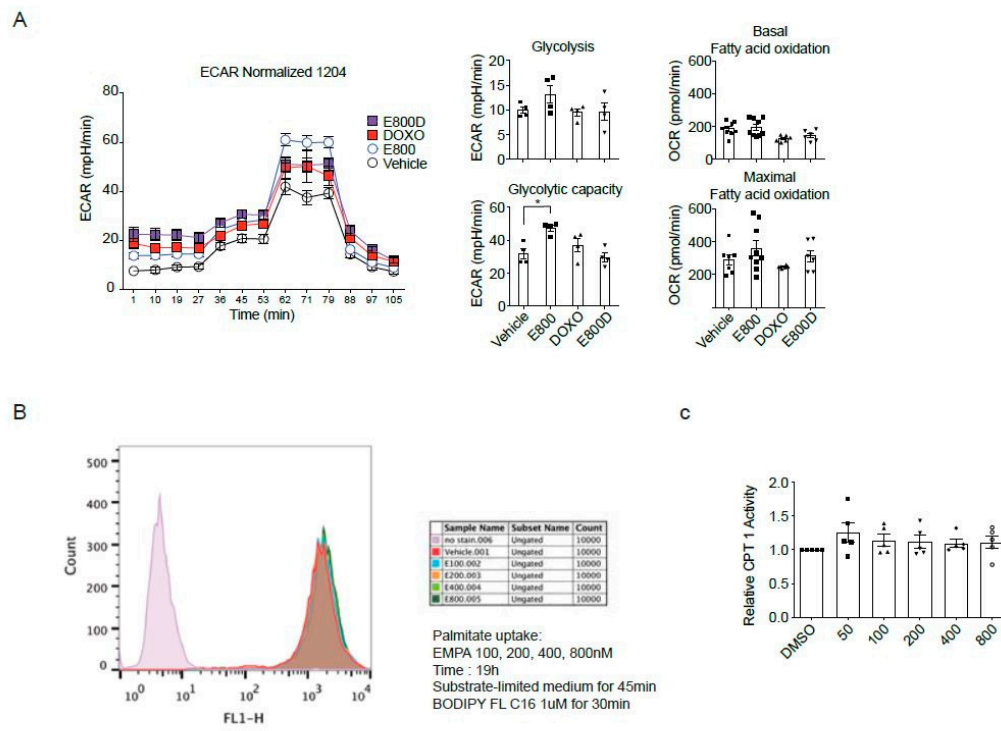 A
ECAR Normalized 1204
80
60
40
20
0
ECAR (mpH/min)
1 10 19 27 36 45 53 62 71 79 88 97 105
Time (min)
E800D
DOXO
E800
Vehicle
Glycolysis
20
15
10
5
0
ECAR (mpH/min)
Glycolytic capacity
*
60
40
20
0
ECAR (mpH/min)
Vehicle
E800
DOXO
E800D
Basal
Fatty acid oxidation
600
400
200
0
OCR (pmol/min)
Maximal
Fatty acid oxidation
600
400
200
0
OCR (pmol/min)
Vehicle
E800
DOXO
E800D
B
500
400
300
200
100
0
Count
10^0 10^1 10^2 10^3 10^4
FL1-H
Sample Name Subset Name Count
no stain.006 Ungated 10000
Vehicle.001 Ungated 10000
E100.002 Ungated 10000
E200.003 Ungated 10000
E400.004 Ungated 10000
E800.005 Ungated 10000
Palmitate uptake:
EMPA 100, 200, 400, 800nM
Time : 19h
Substrate-limited medium for 45min
BODIPY FL C16 1uM for 30min
c
2.0
1.5
1.0
0.5
0.0
Relative CPT 1 Activity
DMSO
50
100
200
400
800